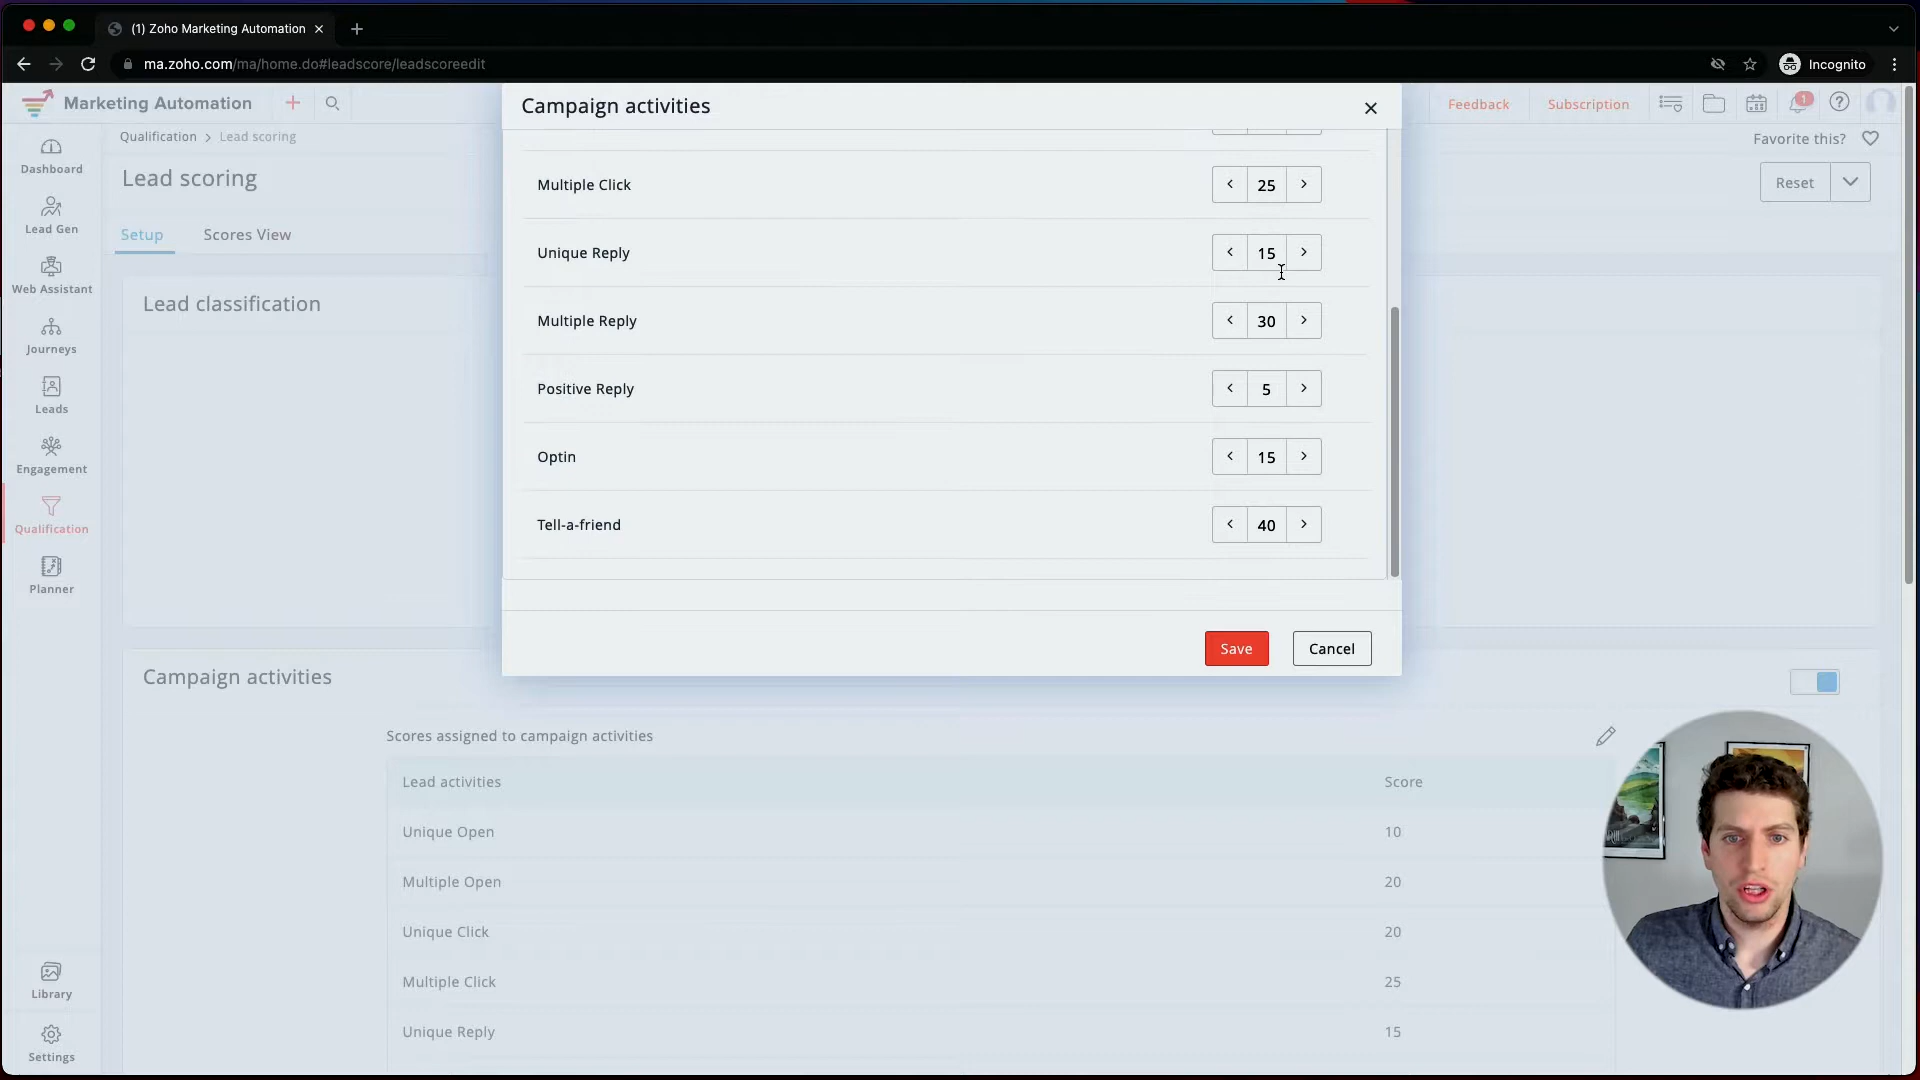 (1) Zoho Marketing Automation
ma.zoho.com/ma/home.do#leadscore/leadscoreedit
Incognito
Marketing Automation
Campaign activities
Feedback
Subscription
1
Qualification > Lead scoring
Favorite this?
Lead scoring
Reset
Setup
Scores View
Dashboard
Lead Gen
Web Assistant
Journeys
Leads
Engagement
Qualification
Planner
Library
Settings
Lead classification
Multiple Click 25
Unique Reply 15
Multiple Reply 30
Positive Reply 5
Optin 15
Tell-a-friend 40
Save
Cancel
Campaign activities
Scores assigned to campaign activities
Lead activities Score
Unique Open 10
Multiple Open 20
Unique Click 20
Multiple Click 25
Unique Reply 15